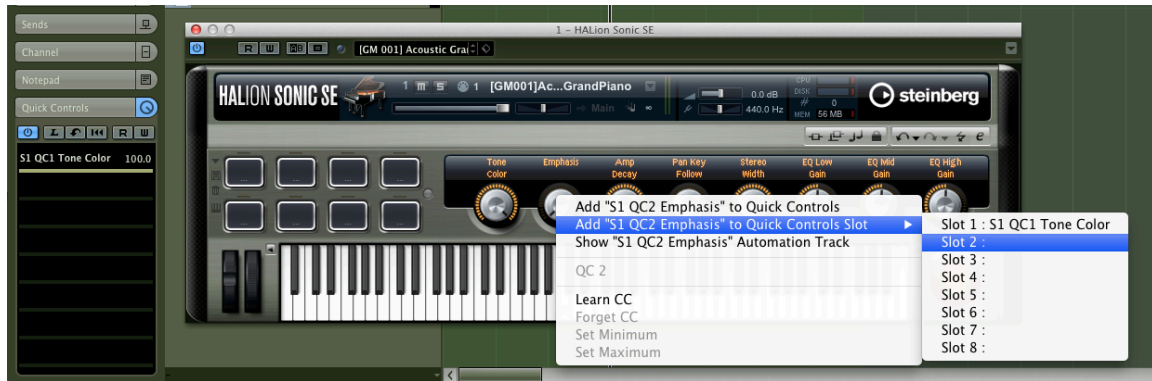 Sends
Channel
Notepad
Quick Controls
L R W
S1 QC1 Tone Color 100.0
1 - HALion Sonic SE
R W [GM 001] Acoustic Gra
HALION SONIC SE
1 M S 1 [GM001]Ac...GrandPiano
Main
0.0 dB
440.0 Hz
CPU
DISK
# 0
MEM 56 MB
steinberg
e
Tone Color
Emphasis
Amp Decay
Pan Key Follow
Stereo Width
EQ Low Gain
EQ Mid Gain
EQ High Gain
Add "S1 QC2 Emphasis" to Quick Controls
Add "S1 QC2 Emphasis" to Quick Controls Slot
Show "S1 QC2 Emphasis" Automation Track
QC 2
Learn CC
Forget CC
Set Minimum
Set Maximum
Slot 1 : S1 QC1 Tone Color
Slot 2 :
Slot 3 :
Slot 4 :
Slot 5 :
Slot 6 :
Slot 7 :
Slot 8 :